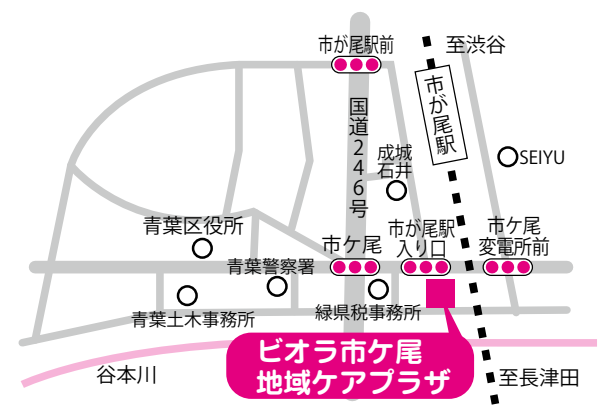 市が尾駅前
至渋谷
市が尾駅
国道246号
成城
石井
SEIYU
青葉区役所
市ケ尾
市が尾駅
入り口
市ケ尾
変電所前
青葉警察署
青葉土木事務所
緑県税事務所
ビオラ市ケ尾
地域ケアプラザ
谷本川
至長津田